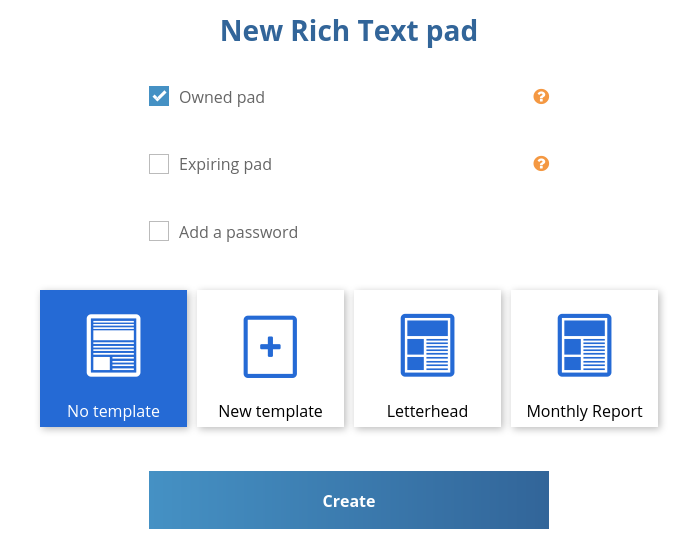 New Rich Text pad
Owned pad
Expiring pad
Add a password
No template
New template
Letterhead
Monthly Report
Create